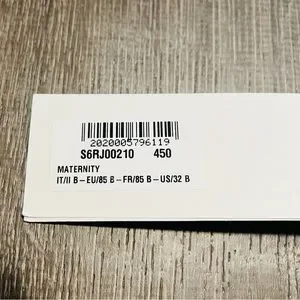 2020005796119
S6RJ00210 450
MATERNITY
IT/II B – EU/85 B – FR/85 B – US/32 B